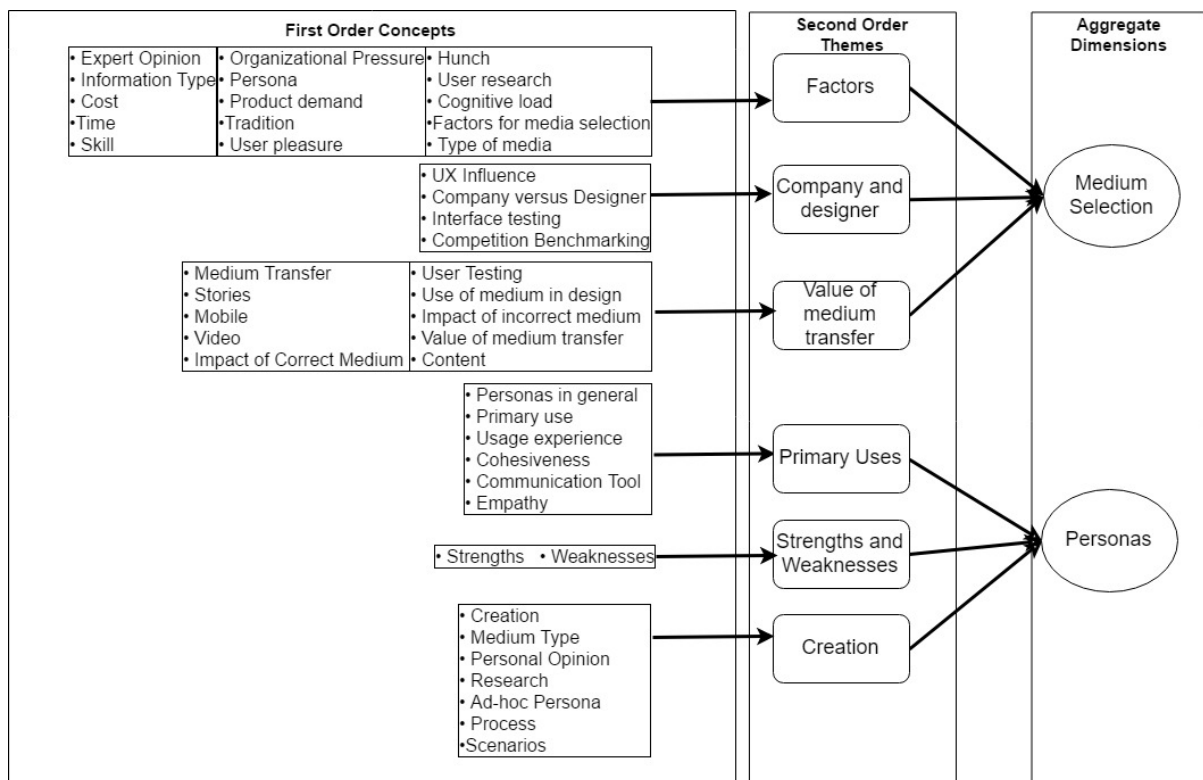 First Order Concepts
Second Order
Themes
Aggregate
Dimensions
• Expert Opinion
• Information Type
• Cost
•Time
• Skill
• Organizational Pressure
• Persona
• Product demand
•Tradition
• User pleasure
• Hunch
• User research
• Cognitive load
•Factors for media selection
• Type of media
Factors
• UX Influence
• Company versus Designer
• Interface testing
• Competition Benchmarking
Company and
designer
Medium
Selection
• Medium Transfer
• Stories
• Mobile
• Video
• Impact of Correct Medium
• User Testing
• Use of medium in design
• Impact of incorrect medium
• Value of medium transfer
• Content
Value of
medium
transfer
• Personas in general
• Primary use
• Usage experience
• Cohesiveness
• Communication Tool
• Empathy
Primary Uses
• Strengths • Weaknesses
Strengths and
Weaknesses
Personas
• Creation
• Medium Type
• Personal Opinion
• Research
• Ad-hoc Persona
• Process
•Scenarios
Creation